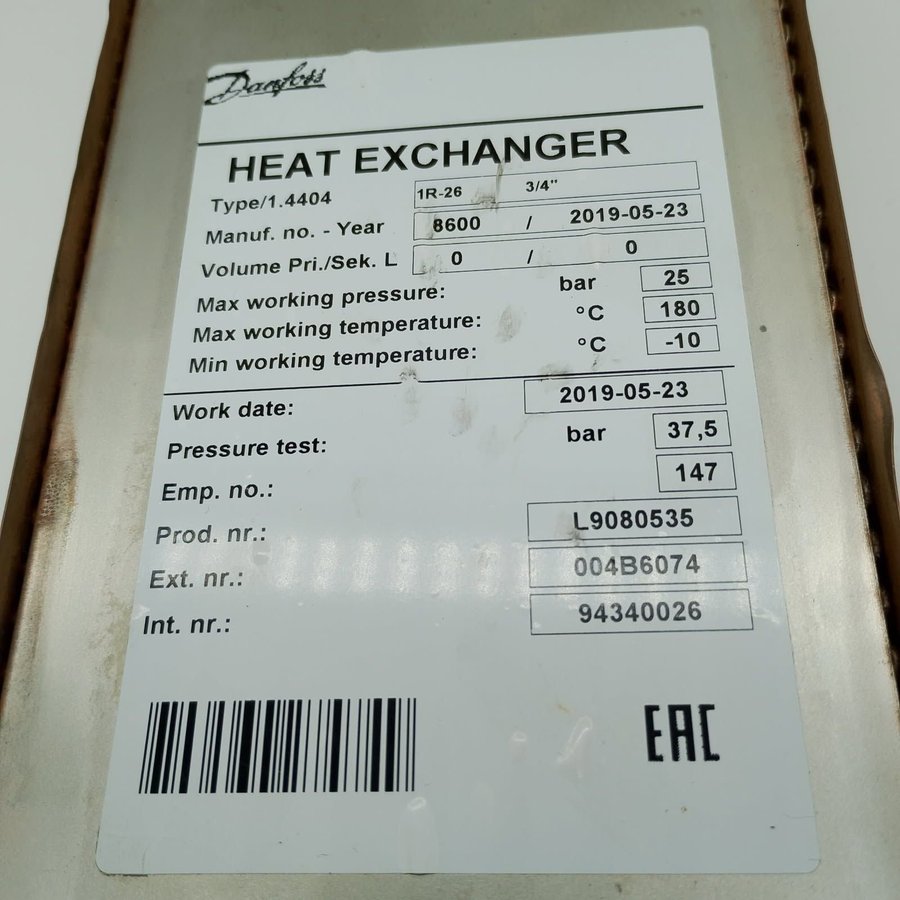 Danfoss
HEAT EXCHANGER
Type/1.4404 1R-26 3/4"
Manuf. no. - Year 8600 / 2019-05-23
Volume Pri./Sek. L 0 / 0
Max working pressure: bar 25
Max working temperature: °C 180
Min working temperature: °C -10
Work date: 2019-05-23
Pressure test: bar 37,5
Emp. no.: 147
Prod. nr.: L9080535
Ext. nr.: 004B6074
Int. nr.: 94340026
EAC